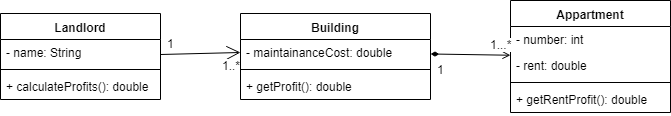 Landlord
- name: String
+ calculateProfits(): double
1
1..*
Building
- maintainanceCost: double
+ getProfit(): double
1
1...*
Appartment
- number: int
- rent: double
+ getRentProfit(): double